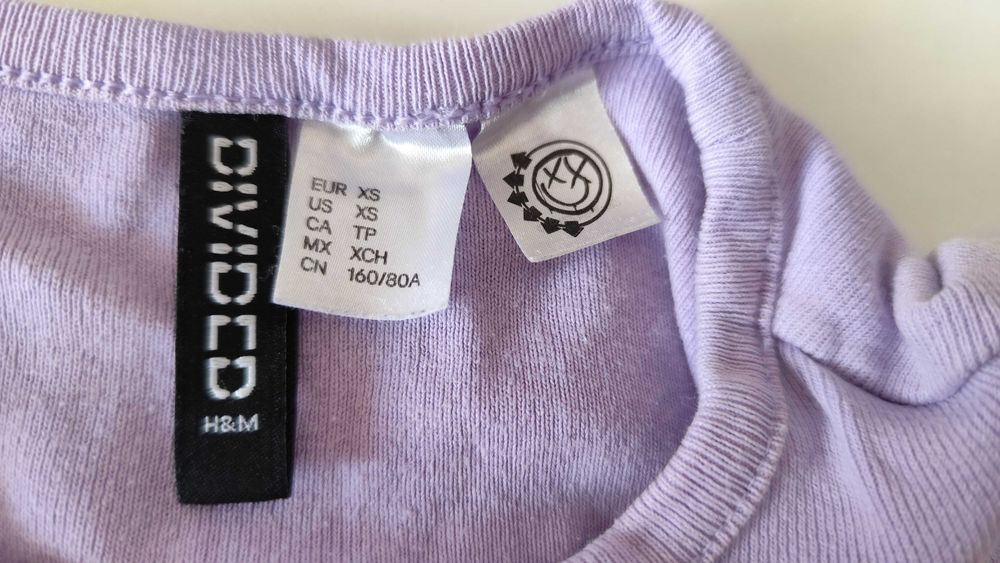 DIVIDED
H&M
EUR XS
US XS
CA TP
MX XCH
CN 160/80A